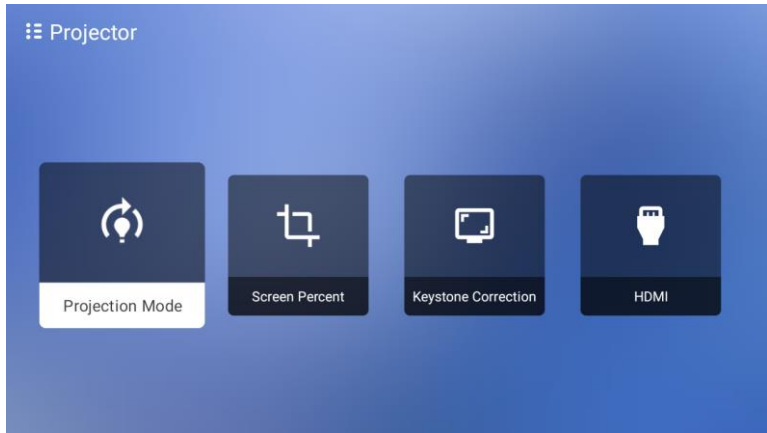 Projector
Projection Mode
Screen Percent
Keystone Correction
HDMI